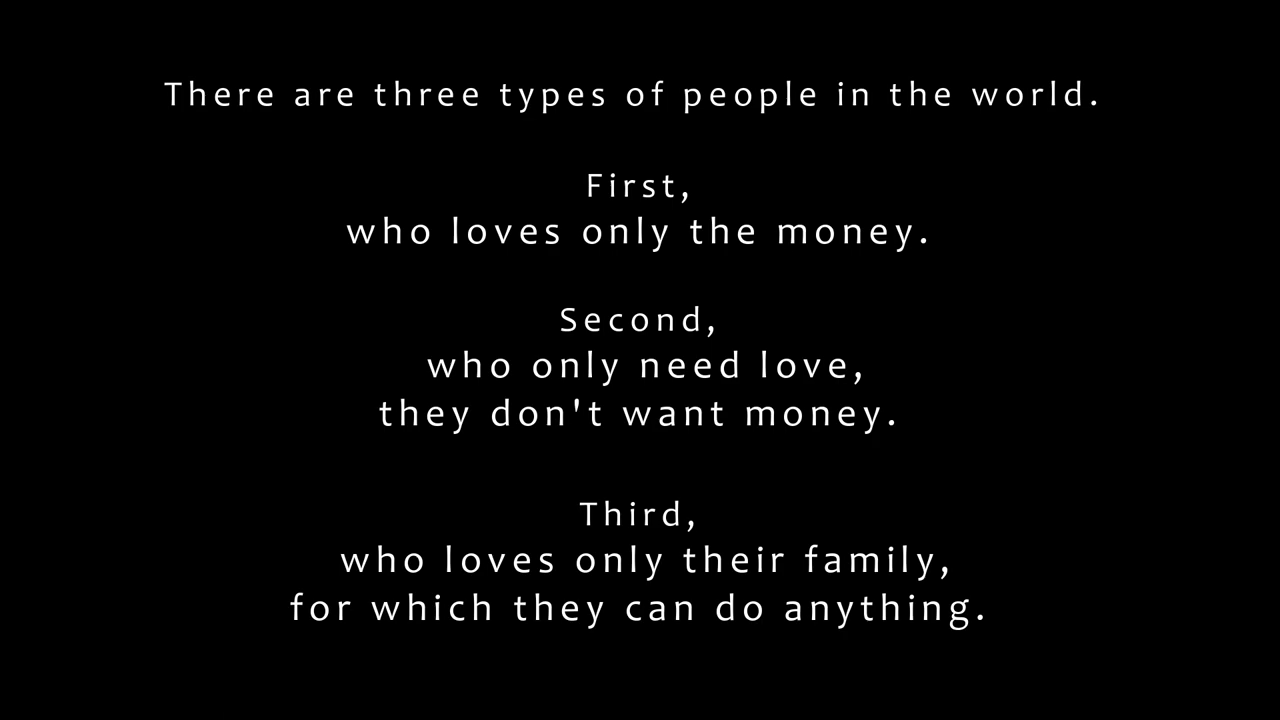 There are three types of people in the world.
First,
who loves only the money.
Second,
who only need love,
they don't want money.
Third,
who loves only their family,
for which they can do anything.